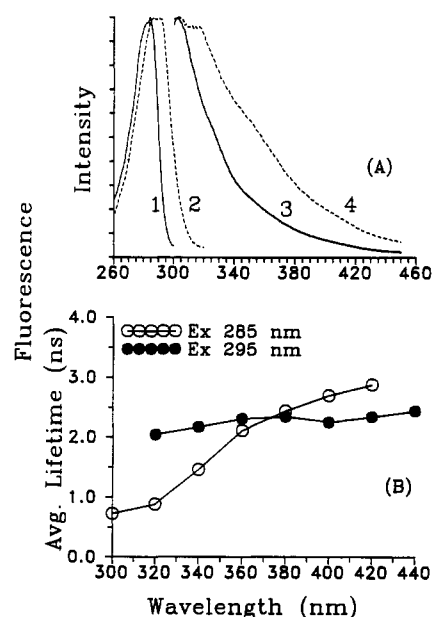 Fluorescence
Intensity
(A)
1
2
3
4
260 300 340 380 420 460
Avg. Lifetime (ns)
4.0
3.0
2.0
1.0
0.0
Ex 285 nm
Ex 295 nm
(B)
300 320 340 360 380 400 420 440
Wavelength (nm)